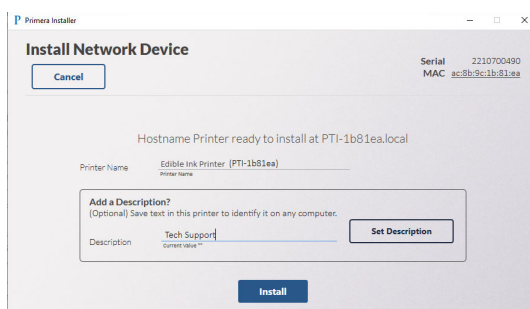 P Primera Installer
Install Network Device
Cancel
Serial 2210700490
MAC ac:8b:9c:1b:81:ea
Hostname Printer ready to install at PTI-1b81ea.local
Printer Name Edible Ink Printer (PTI-1b81ea)
Printer Name
Add a Description?
(Optional) Save text in this printer to identify it on any computer.
Description Tech Support
Current Value ""
Set Description
Install